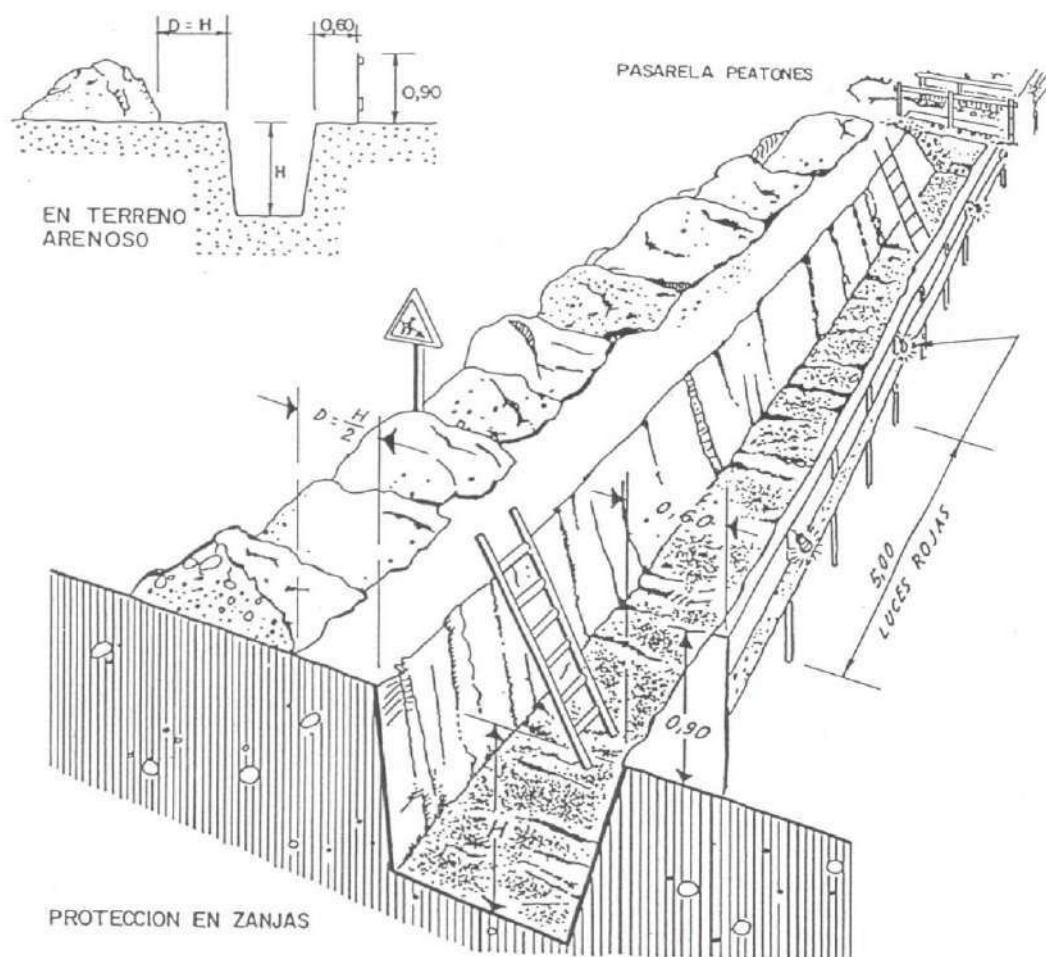 D = H
0,60
0,90
H
EN TERRENO
ARENOSO
PASARELA PEATONES
D = H/2
0,60
5,00
LUCES ROJAS
0,90
H
PROTECCION EN ZANJAS